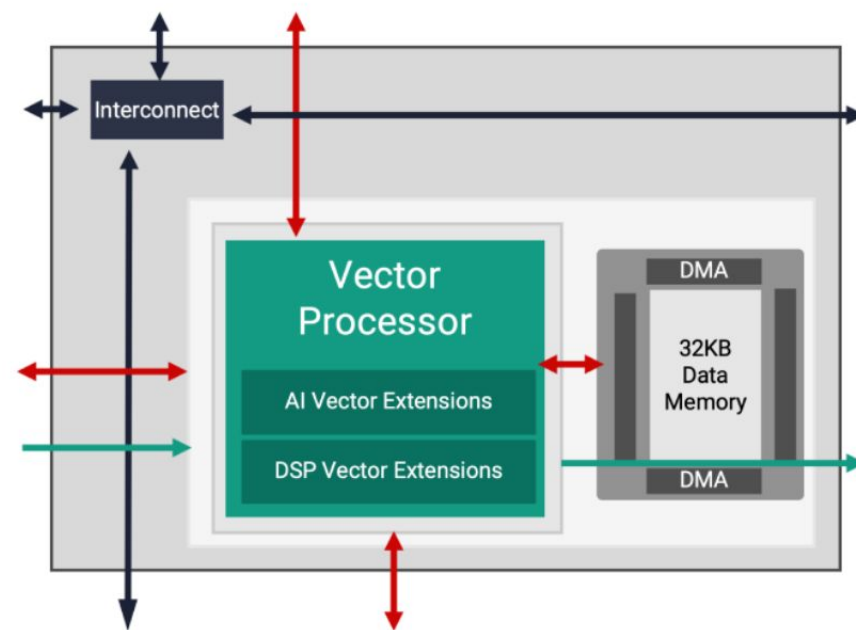 Interconnect
Vector
Processor
AI Vector Extensions
DSP Vector Extensions
DMA
32KB
Data
Memory
DMA